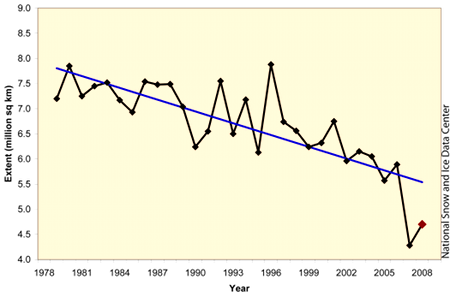 9.0
8.5
8.0
7.5
7.0
6.5
6.0
5.5
5.0
4.5
4.0
Extent (million sq km)
1978 1981 1984 1987 1990 1993 1996 1999 2002 2005 2008
Year
National Snow and Ice Data Center